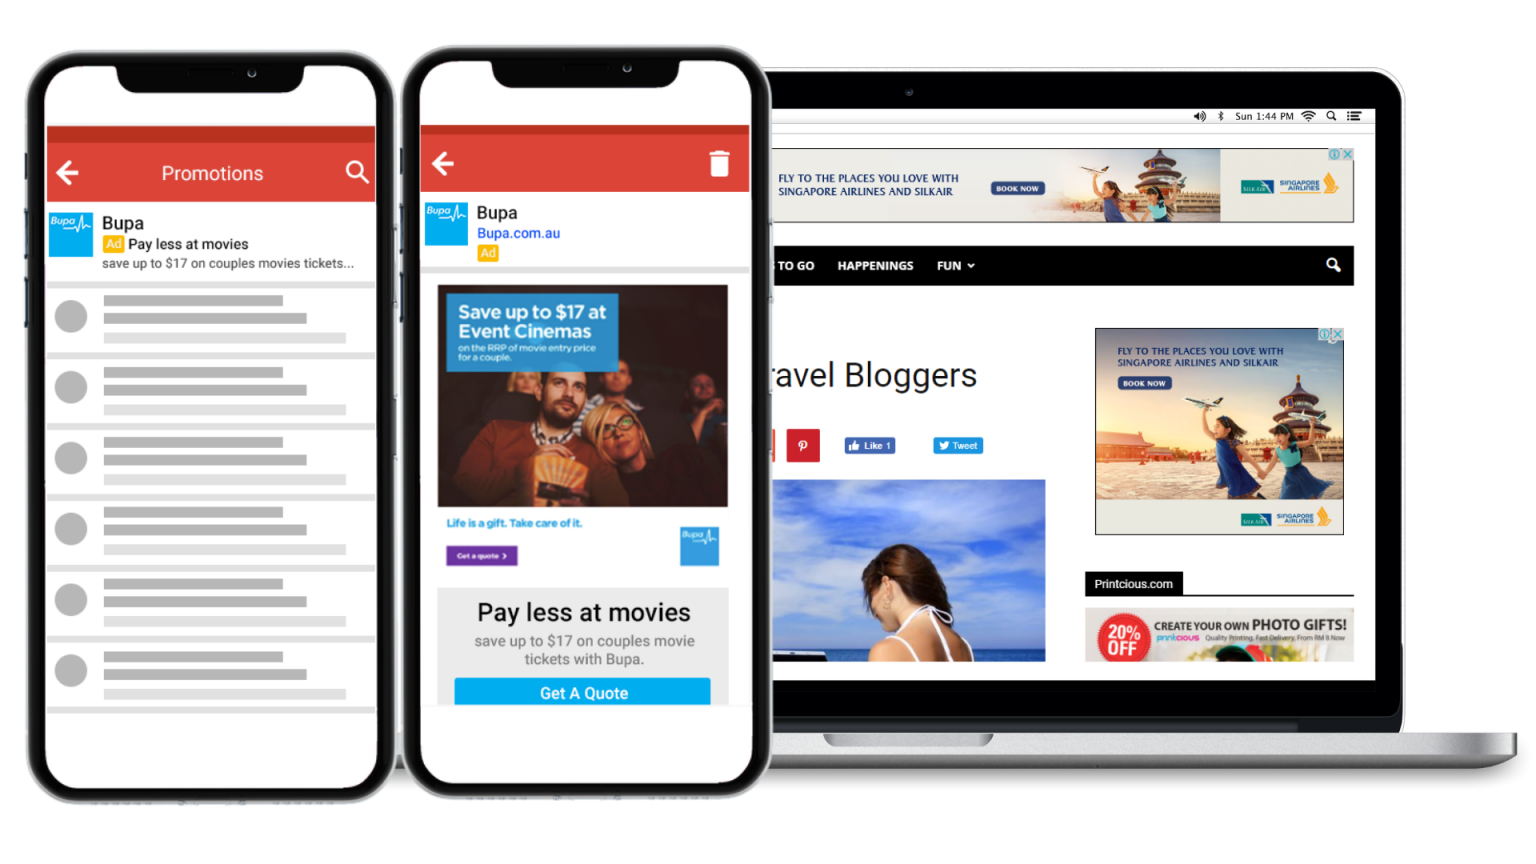 Promotions
Bupa
Bupa
Ad Pay less at movies
save up to $17 on couples movies tickets...
Bupa
Bupa
Bupa.com.au
Ad
Save up to $17 at
Event Cinemas
on the RRP of movie entry price
for a couple.
Life is a gift. Take care of it.
Bupa
Get a quote
Pay less at movies
save up to $17 on couples movie
tickets with Bupa.
Get A Quote
Sun 1:44 PM
FLY TO THE PLACES YOU LOVE WITH
SINGAPORE AIRLINES AND SILKAIR
BOOK NOW
SILKAIR
SINGAPORE
AIRLINES
TO GO
HAPPENINGS
FUN
ravel Bloggers
Like 1
Tweet
FLY TO THE PLACES YOU LOVE WITH
SINGAPORE AIRLINES AND SILKAIR
BOOK NOW
SILKAIR
SINGAPORE
AIRLINES
Printcious.com
20%
OFF
CREATE YOUR OWN PHOTO GIFTS!
printcious Quality Printing, Fast Delivery, From RM 8 Now